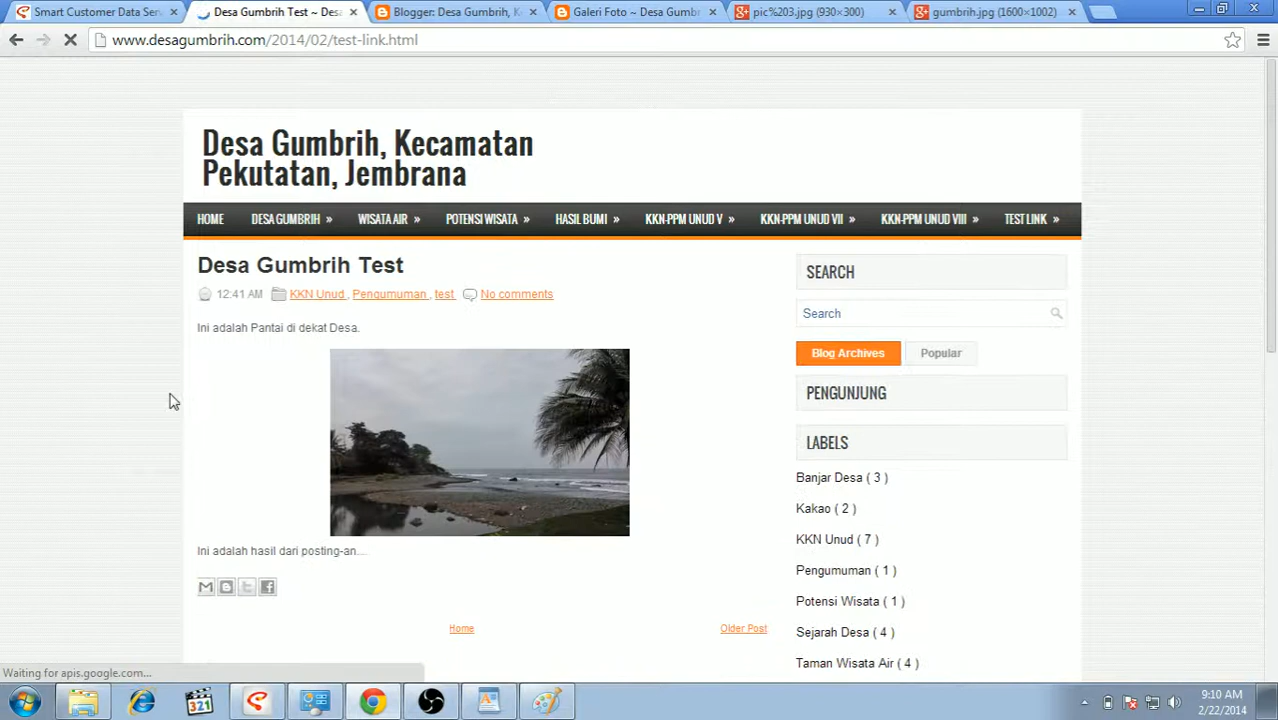 Smart Customer Data Serv
Desa Gumbrih Test ~ Desa
Blogger: Desa Gumbrih, K
Galeri Foto ~ Desa Gumb
pic%203.jpg (930×300)
gumbrih.jpg (1600×1002)
www.desagumbrih.com/2014/02/test-link.html
Desa Gumbrih, Kecamatan
Pekutatan, Jembrana
HOME DESA GUMBRIH » WISATA AIR » POTENSI WISATA » HASIL BUMI » KKN-PPM UNUD V » KKN-PPM UNUD VII » KKN-PPM UNUD VIII » TEST LINK »
Desa Gumbrih Test
12:41 AM KKN Unud , Pengumuman , test No comments
Ini adalah Pantai di dekat Desa.
Ini adalah hasil dari posting-an....
Home
Older Post
SEARCH
Search
Blog Archives Popular
PENGUNJUNG
LABELS
Banjar Desa ( 3 )
Kakao ( 2 )
KKN Unud ( 7 )
Pengumuman ( 1 )
Potensi Wisata ( 1 )
Sejarah Desa ( 4 )
Taman Wisata Air ( 4 )
Waiting for apis.google.com...
321
9:10 AM
2/22/2014